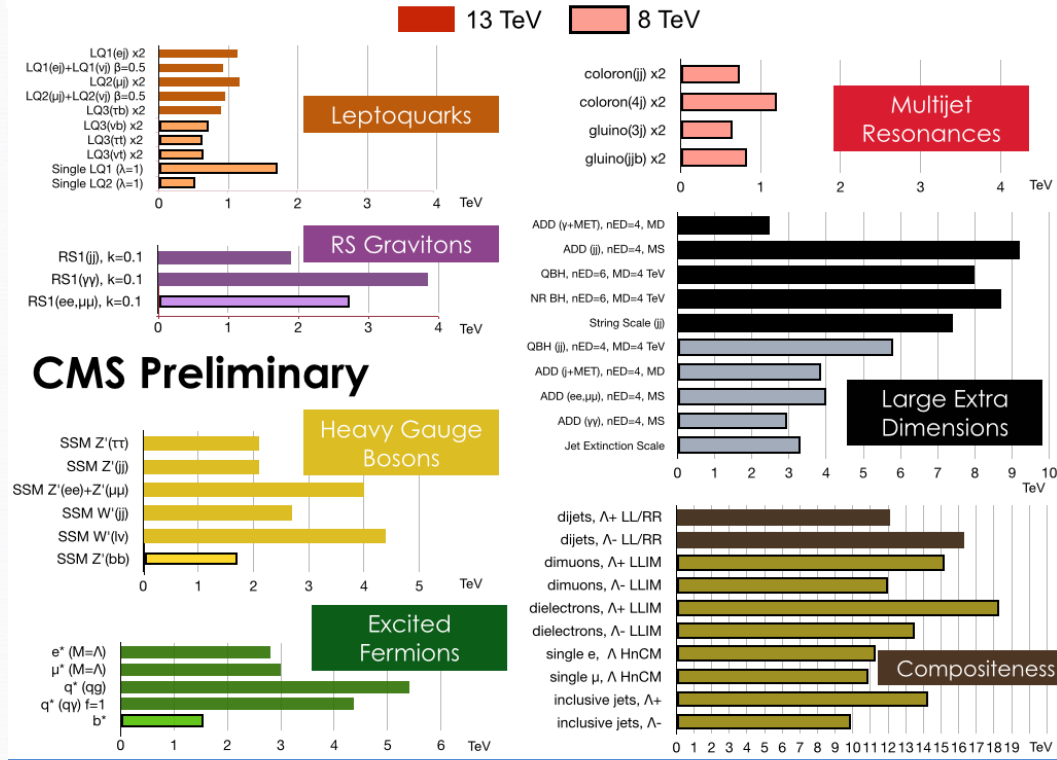 13 TeV
8 TeV
LQ1(ej) x2
LQ1(ej)+LQ1(νj) β=0.5
LQ2(μj) x2
LQ2(μj)+LQ2(νj) β=0.5
LQ3(τb) x2
LQ3(νb) x2
LQ3(τt) x2
LQ3(vt) x2
Single LQ1 (λ=1)
Single LQ2 (λ=1)
0 1 2 3 4 TeV
Leptoquarks
RS1(jj), k=0.1
RS1(γγ), k=0.1
RS1(ee,μμ), k=0.1
0 1 2 3 4 TeV
RS Gravitons
CMS Preliminary
SSM Z'(ττ)
SSM Z'(jj)
SSM Z'(ee)+Z'(μμ)
SSM W'(jj)
SSM W'(lv)
SSM Z'(bb)
0 1 2 3 4 5 TeV
Heavy Gauge
Bosons
e* (M=Λ)
μ* (M=Λ)
q* (qg)
q* (qγ) f=1
b*
0 1 2 3 4 5 6 TeV
Excited
Fermions
coloron(jj) x2
coloron(4j) x2
gluino(3j) x2
gluino(jjb) x2
0 1 2 3 4 TeV
Multijet
Resonances
ADD (γ+MET), nED=4, MD
ADD (jj), nED=4, MS
QBH, nED=6, MD=4 TeV
NR BH, nED=6, MD=4 TeV
String Scale (jj)
QBH (jj), nED=4, MD=4 TeV
ADD (j+MET), nED=4, MD
ADD (ee,μμ), nED=4, MS
ADD (γγ), nED=4, MS
Jet Extinction Scale
0 1 2 3 4 5 6 7 8 9 10
TeV
Large Extra
Dimensions
dijets, Λ+ LL/RR
dijets, Λ- LL/RR
dimuons, Λ+ LLIM
dimuons, Λ- LLIM
dielectrons, Λ+ LLIM
dielectrons, Λ- LLIM
single e, Λ HnCM
single μ, Λ HnCM
inclusive jets, Λ+
inclusive jets, Λ-
0 1 2 3 4 5 6 7 8 9 10 11 12 13 14 15 16 17 18 19 TeV
Compositeness